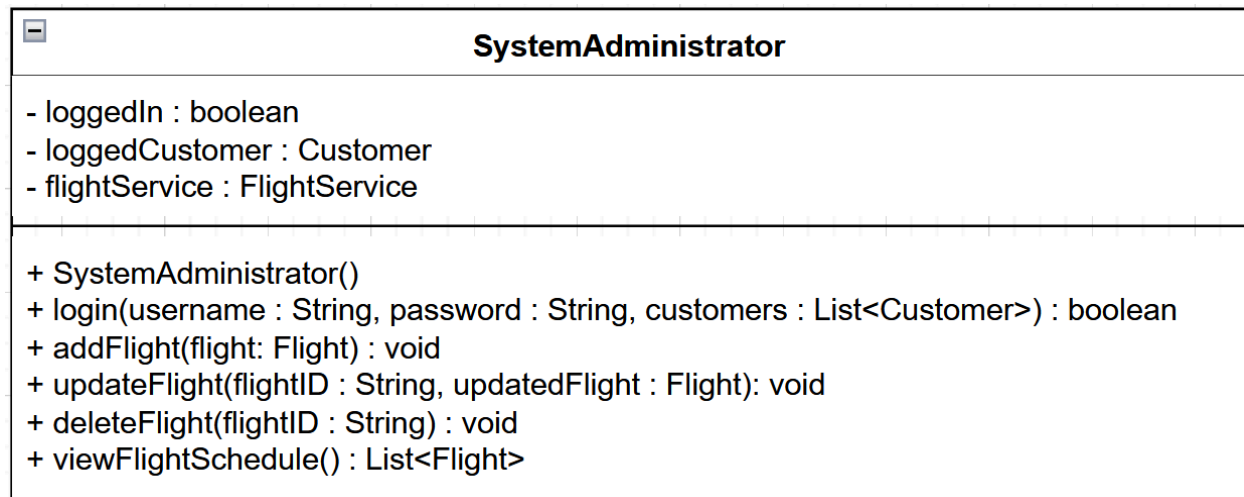 SystemAdministrator
- loggedIn : boolean
- loggedCustomer : Customer
- flightService : FlightService
+ SystemAdministrator()
+ login(username : String, password : String, customers : List<Customer>) : boolean
+ addFlight(flight: Flight) : void
+ updateFlight(flightID : String, updatedFlight : Flight): void
+ deleteFlight(flightID : String) : void
+ viewFlightSchedule() : List<Flight>